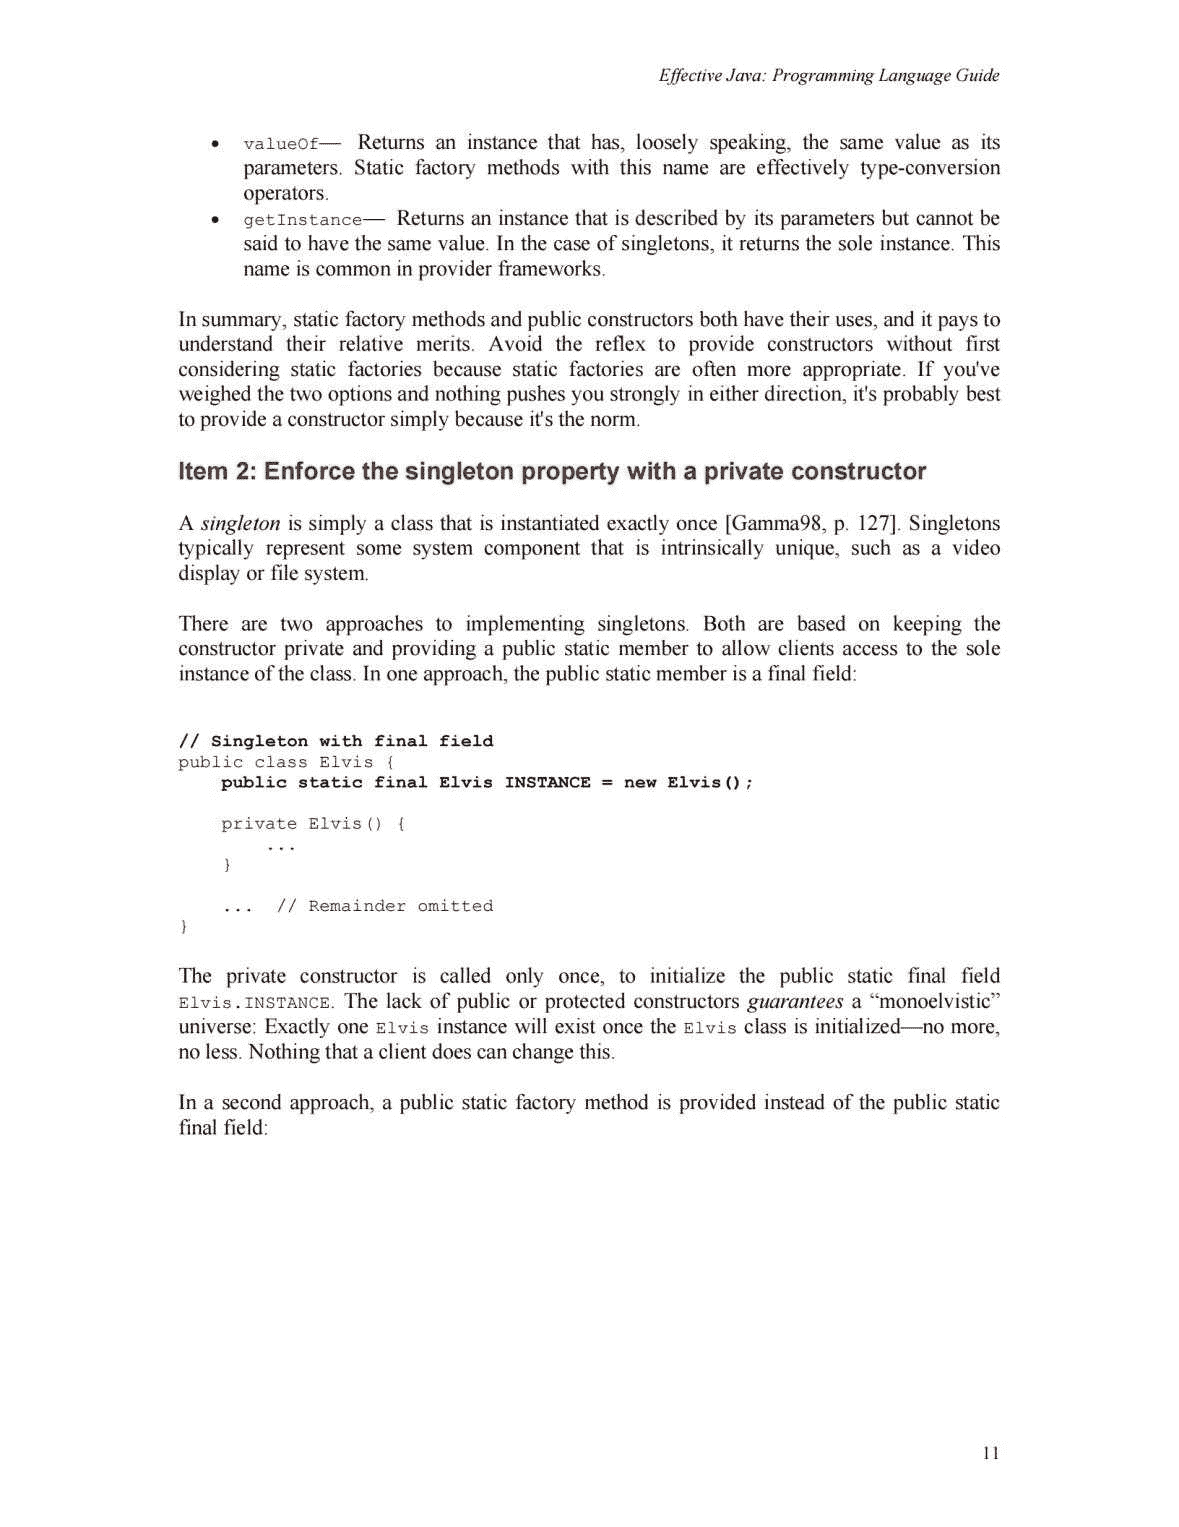 Effective Java: Programming Language Guide
• valueOf— Returns an instance that has, loosely speaking, the same value as its
parameters. Static factory methods with this name are effectively type-conversion
operators.
• getInstance— Returns an instance that is described by its parameters but cannot be
said to have the same value. In the case of singletons, it returns the sole instance. This
name is common in provider frameworks.
In summary, static factory methods and public constructors both have their uses, and it pays to
understand their relative merits. Avoid the reflex to provide constructors without first
considering static factories because static factories are often more appropriate. If you've
weighed the two options and nothing pushes you strongly in either direction, it's probably best
to provide a constructor simply because it's the norm.
Item 2: Enforce the singleton property with a private constructor
A singleton is simply a class that is instantiated exactly once [Gamma98, p. 127]. Singletons
typically represent some system component that is intrinsically unique, such as a video
display or file system.
There are two approaches to implementing singletons. Both are based on keeping the
constructor private and providing a public static member to allow clients access to the sole
instance of the class. In one approach, the public static member is a final field:
// Singleton with final field
public class Elvis {
    public static final Elvis INSTANCE = new Elvis();
    private Elvis() {
        ...
    }
    ...  // Remainder omitted
}
The private constructor is called only once, to initialize the public static final field
Elvis.INSTANCE. The lack of public or protected constructors guarantees a “monoelvistic”
universe: Exactly one Elvis instance will exist once the Elvis class is initialized—no more,
no less. Nothing that a client does can change this.
In a second approach, a public static factory method is provided instead of the public static
final field:
11